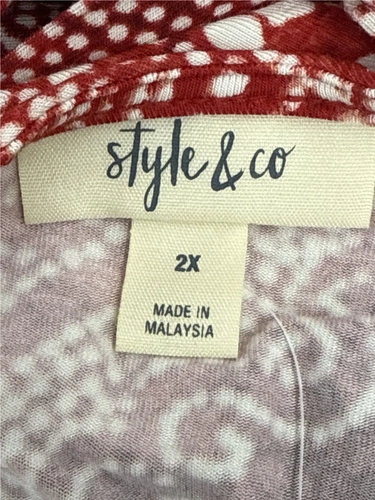 style & co
2X
MADE IN
MALAYSIA